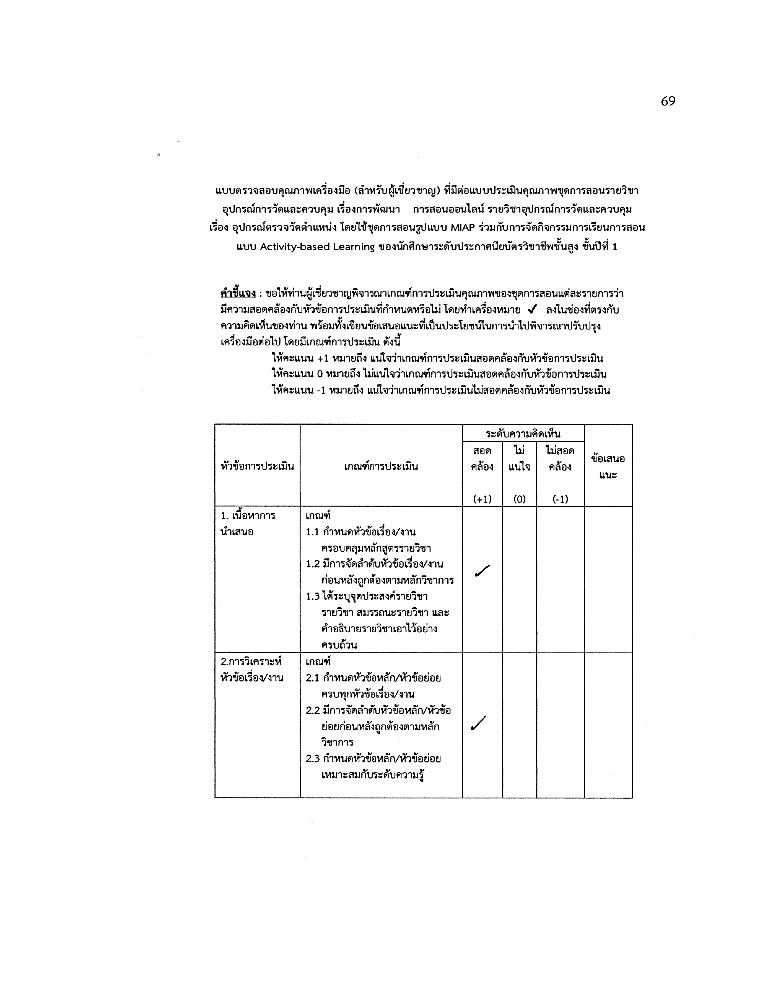 69
แบบตรวจสอบคุณภาพเครื่องมือ (สำหรับผู้เชี่ยวชาญ) ที่มีต่อแบบประเมินคุณภาพชุดการสอนรายวิชา
อุปกรณ์การวัดและควบคุม เรื่องการพัฒนา การสอนออนไลน์ รายวิชาอุปกรณ์การวัดและควบคุม
เรื่อง อุปกรณ์ตรวจวัดตำแหน่ง โดยใช้ชุดการสอนรูปแบบ MIAP ร่วมกับการจัดกิจกรรมการเรียนการสอน
แบบ Activity-based Learning ของนักศึกษาระดับประกาศนียบัตรวิชาชีพชั้นสูง ชั้นปีที่ 1
คำชี้แจง : ขอให้ท่านผู้เชี่ยวชาญพิจารณาเกณฑ์การประเมินคุณภาพของชุดการสอนแต่ละรายการว่า
มีความสอดคล้องกับหัวข้อการประเมินที่กำหนดหรือไม่ โดยทำเครื่องหมาย ✓ ลงในช่องที่ตรงกับ
ความคิดเห็นของท่าน พร้อมทั้งเขียนข้อเสนอแนะที่เป็นประโยชน์ในการนำไปพิจารณาปรับปรุง
เครื่องมือต่อไป โดยมีเกณฑ์การประเมิน ดังนี้
ให้คะแนน +1 หมายถึง แน่ใจว่าเกณฑ์การประเมินสอดคล้องกับหัวข้อการประเมิน
ให้คะแนน 0 หมายถึง ไม่แน่ใจว่าเกณฑ์การประเมินสอดคล้องกับหัวข้อการประเมิน
ให้คะแนน -1 หมายถึง แน่ใจว่าเกณฑ์การประเมินไม่สอดคล้องกับหัวข้อการประเมิน
หัวข้อการประเมิน
เกณฑ์การประเมิน
ระดับความคิดเห็น
สอด
คล้อง
(+1)
ไม่
แน่ใจ
(0)
ไม่สอด
คล้อง
(-1)
ข้อเสนอ
แนะ
1. เนื้อหาการ
นำเสนอ
เกณฑ์
1.1 กำหนดหัวข้อเรื่อง/งาน
ครอบคลุมหลักสูตรรายวิชา
1.2 มีการจัดลำดับหัวข้อเรื่อง/งาน
ก่อนหลังถูกต้องตามหลักวิชาการ
1.3 ได้ระบุจุดประสงค์รายวิชา
รายวิชา สมรรถนะรายวิชา และ
คำอธิบายรายวิชาเอาไว้อย่าง
ครบถ้วน
✓
2.การวิเคราะห์
หัวข้อเรื่อง/งาน
เกณฑ์
2.1 กำหนดหัวข้อหลัก/หัวข้อย่อย
ครบทุกหัวข้อเรื่อง/งาน
2.2 มีการจัดลำดับหัวข้อหลัก/หัวข้อ
ย่อยก่อนหลังถูกต้องตามหลัก
วิชาการ
2.3 กำหนดหัวข้อหลัก/หัวข้อย่อย
เหมาะสมกับระดับความรู้
✓